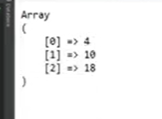 Array
(
[0] => 4
[1] => 10
[2] => 18
)